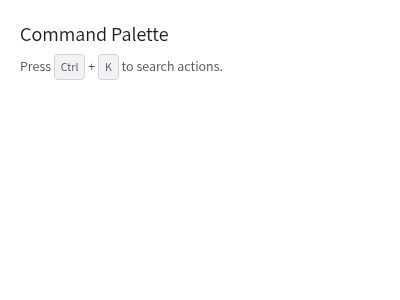 Command Palette
Press Ctrl + K to search actions.